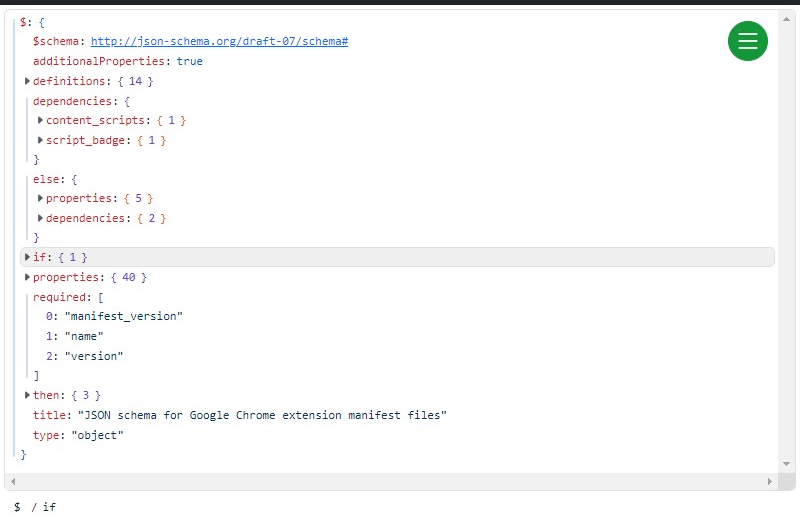 $: {
$schema: http://json-schema.org/draft-07/schema#
additionalProperties: true
definitions: { 14 }
dependencies: {
content_scripts: { 1 }
script_badge: { 1 }
}
else: {
properties: { 5 }
dependencies: { 2 }
}
if: { 1 }
properties: { 40 }
required: [
0: "manifest_version"
1: "name"
2: "version"
]
then: { 3 }
title: "JSON schema for Google Chrome extension manifest files"
type: "object"
}
$ / if